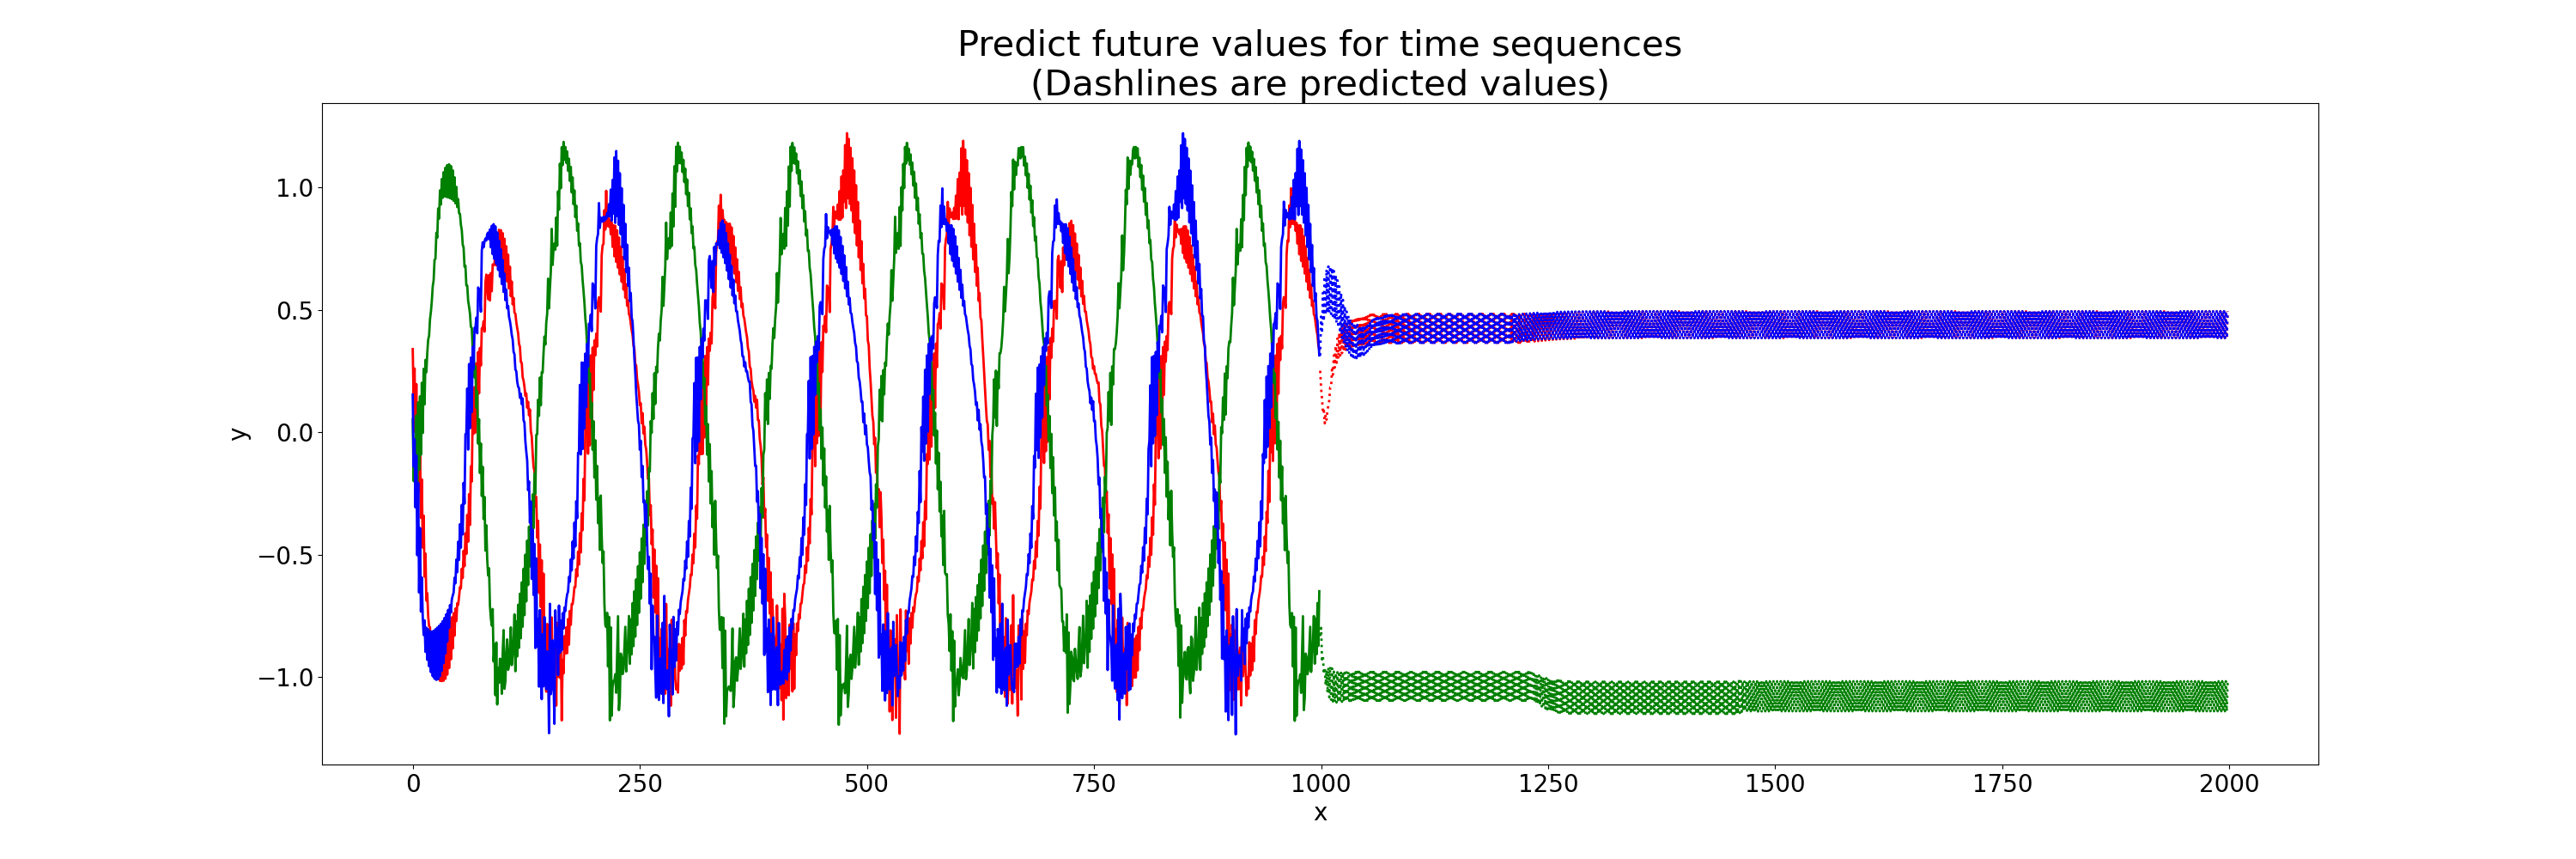 Predict future values for time sequences
(Dashlines are predicted values)
1.0
0.5
y
0.0
−0.5
−1.0
0 250 500 750 1000 1250 1500 1750 2000
x